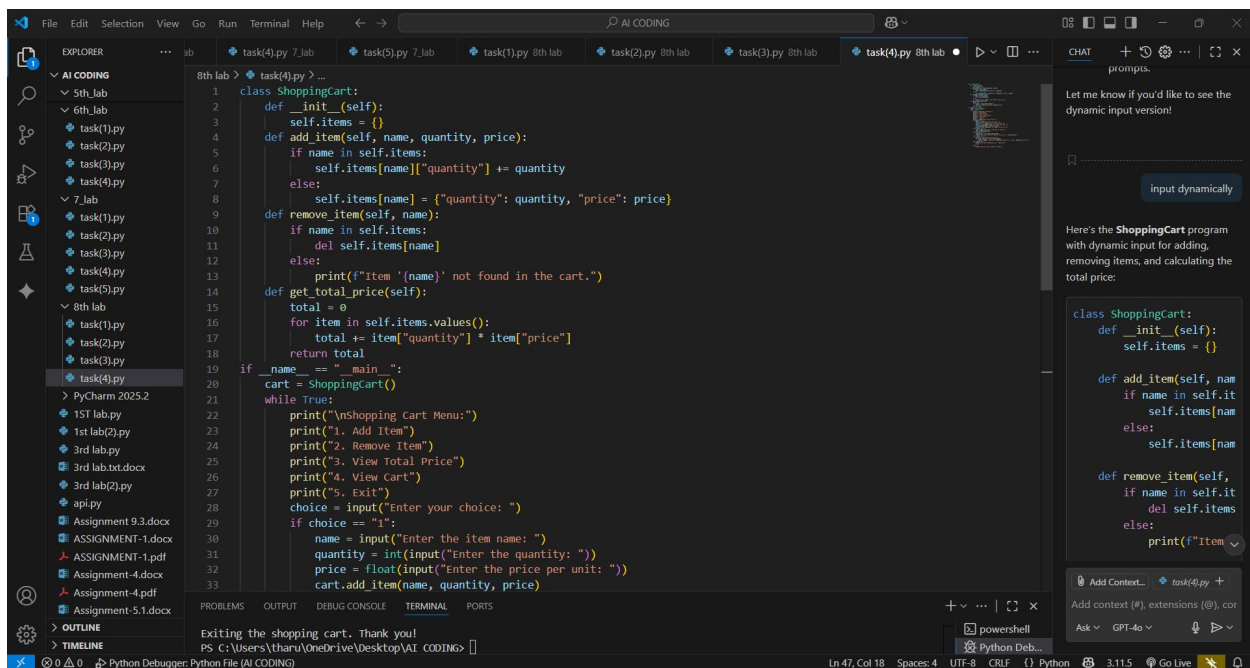 File Edit Selection View Go Run Terminal Help
AI CODING
EXPLORER
AI CODING
5th_lab
6th_lab
task(1).py
task(2).py
task(3).py
task(4).py
7_lab
task(1).py
task(2).py
task(3).py
task(4).py
task(5).py
8th lab
task(1).py
task(2).py
task(3).py
task(4).py
PyCharm 2025.2
1ST lab.py
1st lab(2).py
3rd lab.py
3rd lab.txt.docx
3rd lab(2).py
api.py
Assignment 9.3.docx
ASSIGNMENT-1.docx
ASSIGNMENT-1.pdf
Assignment-4.docx
Assignment-4.pdf
Assignment-5.1.docx
OUTLINE
TIMELINE
ab task(4).py 7_lab task(5).py 7_lab task(1).py 8th lab task(2).py 8th lab task(3).py 8th lab task(4).py 8th lab
8th lab > task(4).py > ...
1 class ShoppingCart:
2 def __init__(self):
3 self.items = {}
4 def add_item(self, name, quantity, price):
5 if name in self.items:
6 self.items[name]["quantity"] += quantity
7 else:
8 self.items[name] = {"quantity": quantity, "price": price}
9 def remove_item(self, name):
10 if name in self.items:
11 del self.items[name]
12 else:
13 print(f"Item '{name}' not found in the cart.")
14 def get_total_price(self):
15 total = 0
16 for item in self.items.values():
17 total += item["quantity"] * item["price"]
18 return total
19 if __name__ == "__main__":
20 cart = ShoppingCart()
21 while True:
22 print("\nShopping Cart Menu:")
23 print("1. Add Item")
24 print("2. Remove Item")
25 print("3. View Total Price")
26 print("4. View Cart")
27 print("5. Exit")
28 choice = input("Enter your choice: ")
29 if choice == "1":
30 name = input("Enter the item name: ")
31 quantity = int(input("Enter the quantity: "))
32 price = float(input("Enter the price per unit: "))
33 cart.add_item(name, quantity, price)
PROBLEMS OUTPUT DEBUG CONSOLE TERMINAL PORTS
Exiting the shopping cart. Thank you!
PS C:\Users\tharu\OneDrive\Desktop\AI CODING>
powershell
Python Deb...
CHAT
prompts.
Let me know if you'd like to see the
dynamic input version!
input dynamically
Here's the ShoppingCart program
with dynamic input for adding,
removing items, and calculating the
total price:
class ShoppingCart:
def __init__(self):
self.items = {}
def add_item(self, nam
if name in self.it
self.items[nam
else:
self.items[nam
def remove_item(self,
if name in self.it
del self.items
else:
print(f"Item
Add Context... task(4).py +
Add context (#), extensions (@), cor
Ask GPT-4o
0 0 Python Debugger: Python File (AI CODING)
Ln 47, Col 18 Spaces: 4 UTF-8 CRLF {} Python 3.11.5 Go Live